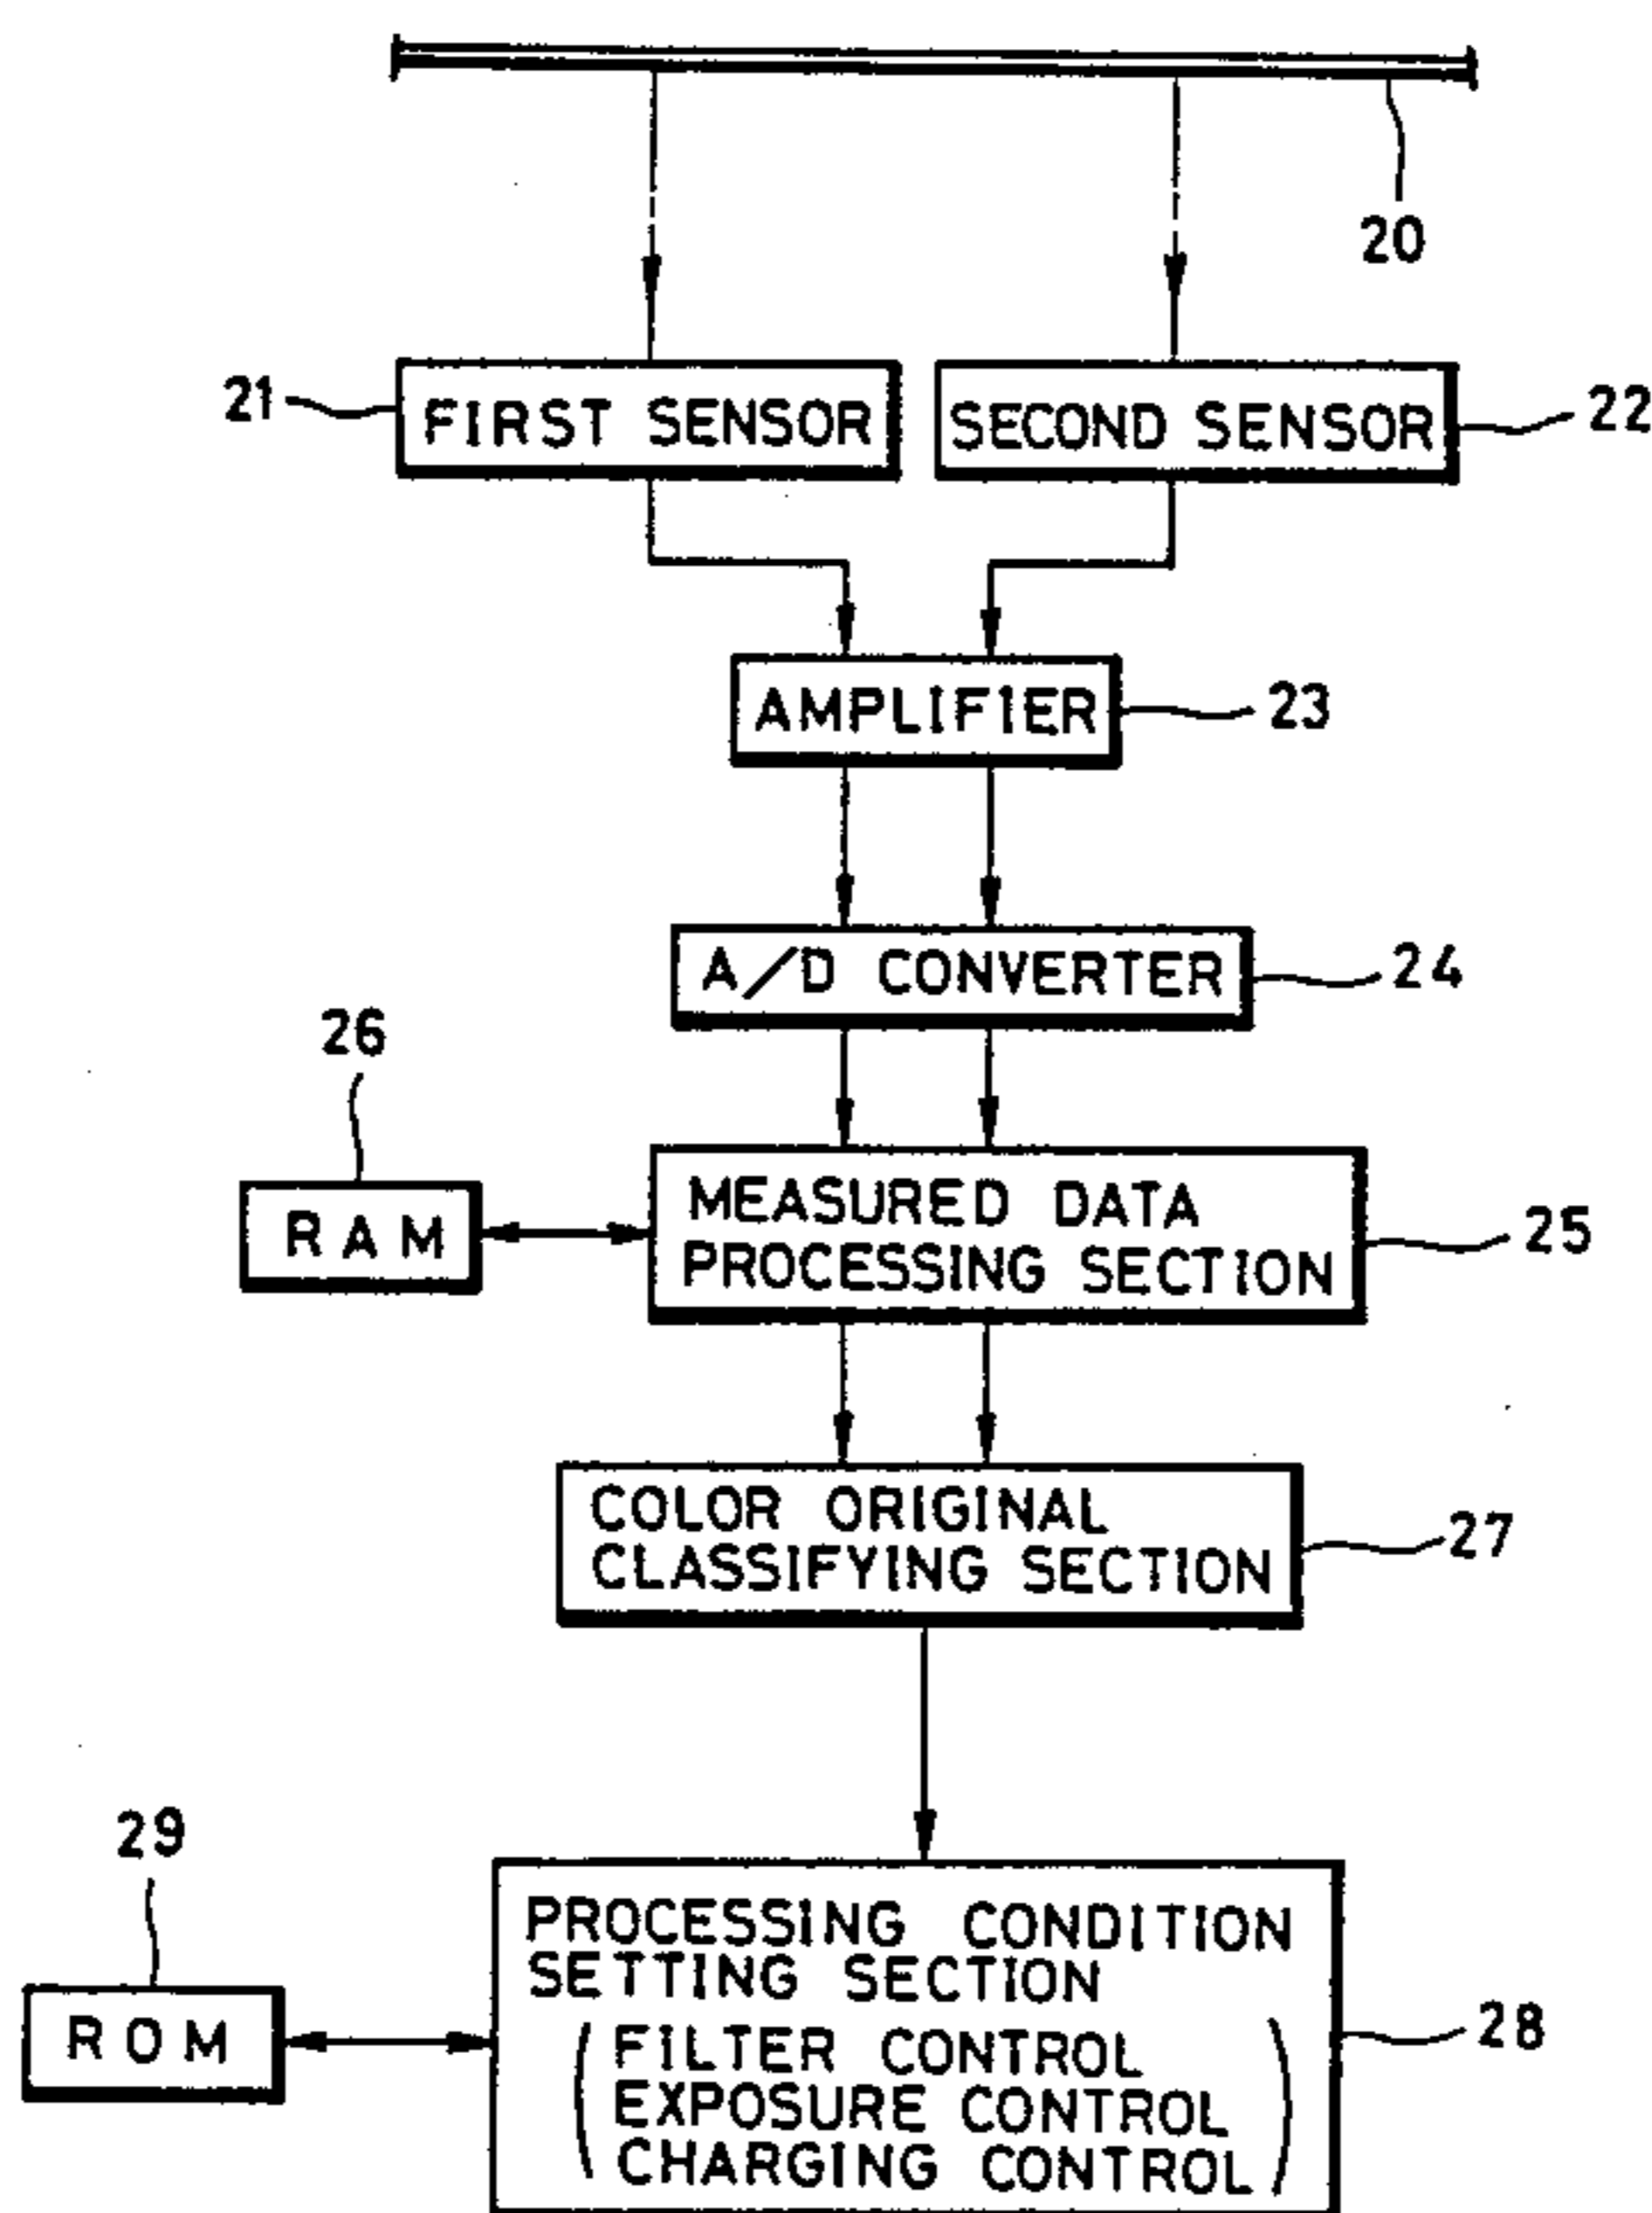 20
21
FIRST SENSOR
SECOND SENSOR
22
AMPLIFIER
23
A/D CONVERTER
24
26
RAM
MEASURED DATA
PROCESSING SECTION
25
COLOR ORIGINAL
CLASSIFYING SECTION
27
29
ROM
PROCESSING CONDITION
SETTING SECTION
(FILTER CONTROL
EXPOSURE CONTROL
CHARGING CONTROL)
28